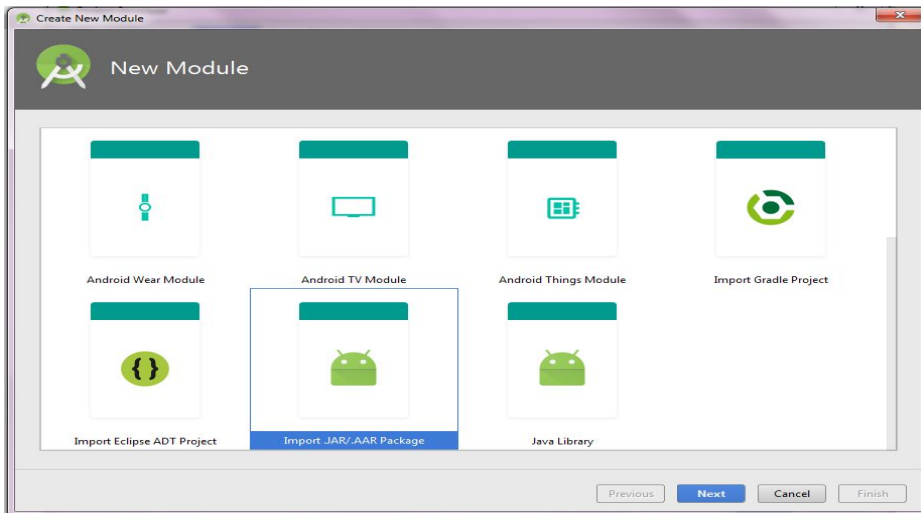 Create New Module
New Module
Android Wear Module
Android TV Module
Android Things Module
Import Gradle Project
Import Eclipse ADT Project
Import .JAR/.AAR Package
Java Library
Previous
Next
Cancel
Finish